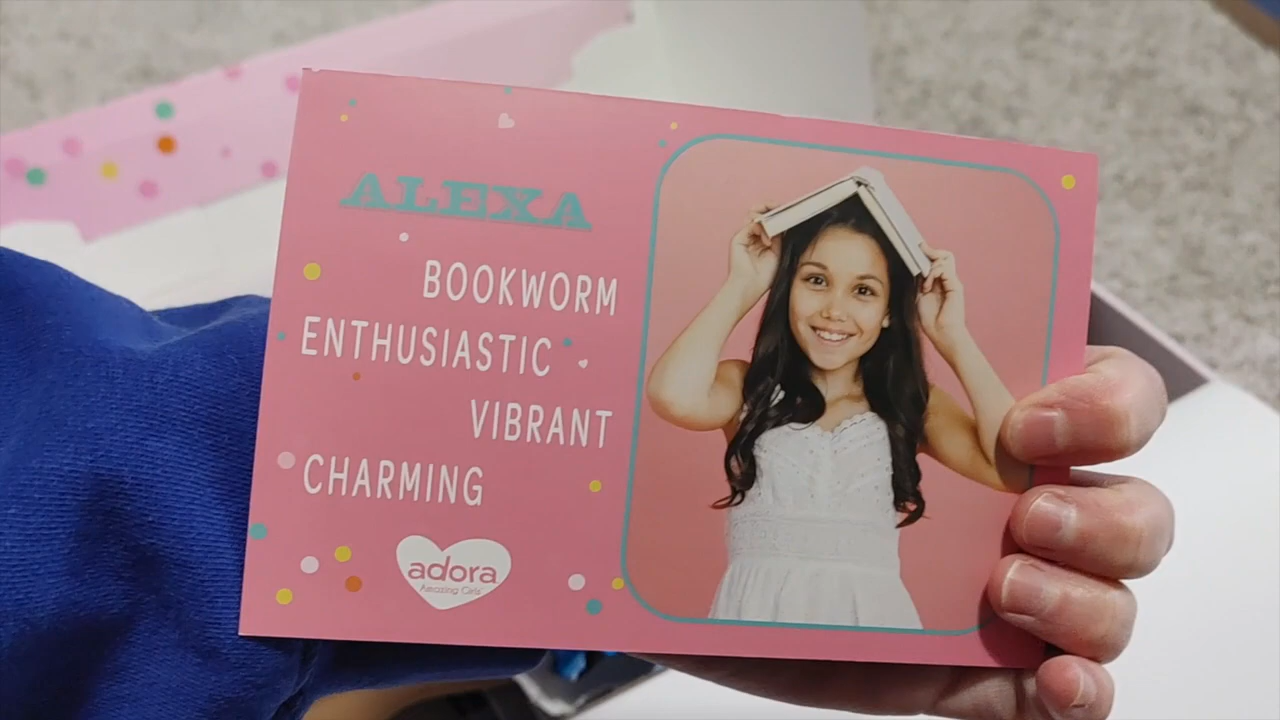 ALEXA
BOOKWORM
ENTHUSIASTIC
VIBRANT
CHARMING
adora
Amazing Girls